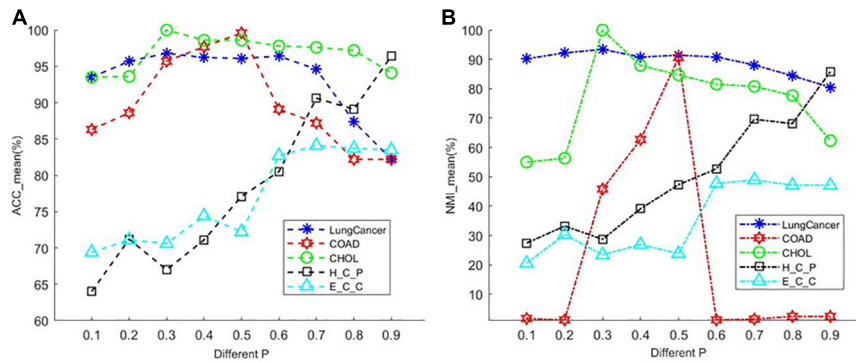 A
ACC_mean(%)
100
95
90
85
80
75
70
65
60
0.1 0.2 0.3 0.4 0.5 0.6 0.7 0.8 0.9
Different P
LungCancer
COAD
CHOL
H_C_P
E_C_C
B
NMI_mean(%)
100
90
80
70
60
50
40
30
20
10
0.1 0.2 0.3 0.4 0.5 0.6 0.7 0.8 0.9
Different P
LungCancer
COAD
CHOL
H_C_P
E_C_C